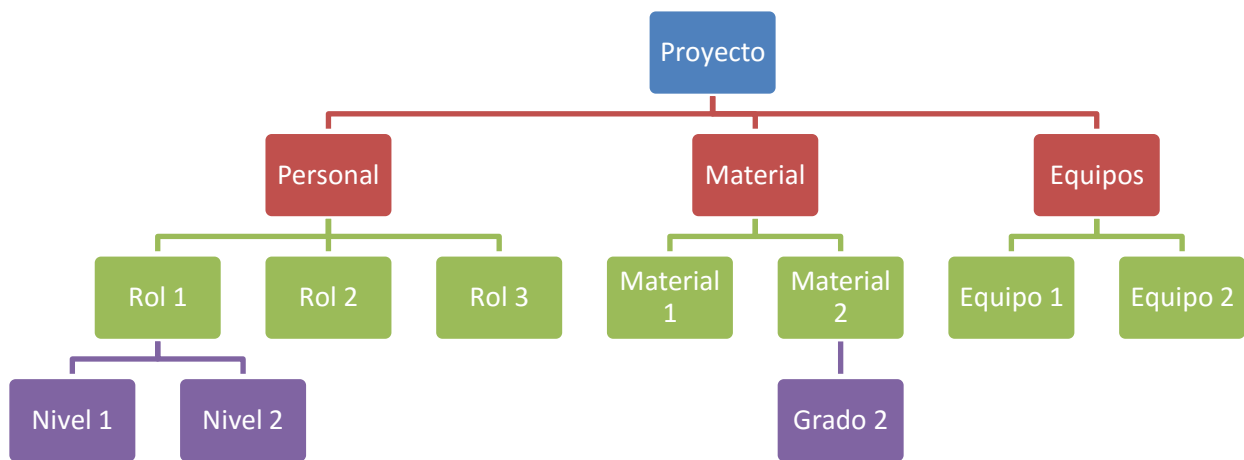 Proyecto
Personal
Material
Equipos
Rol 1
Rol 2
Rol 3
Material
1
Material
2
Equipo 1
Equipo 2
Nivel 1
Nivel 2
Grado 2